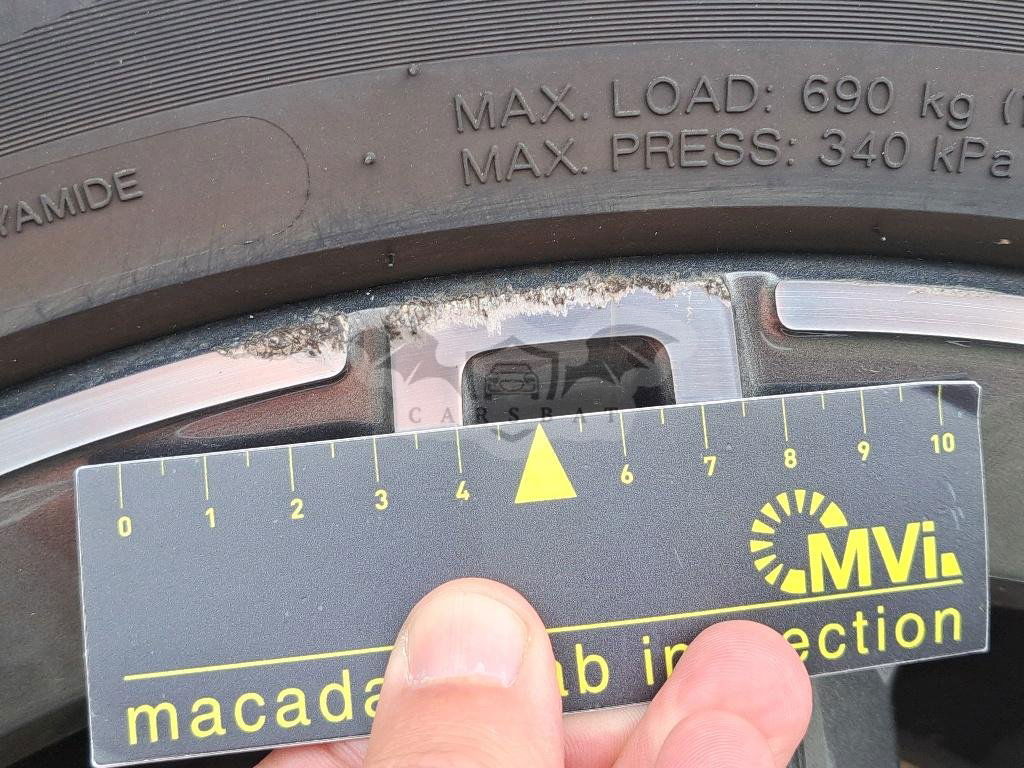 MAX. LOAD: 690 kg (1
MAX. PRESS: 340 kPa
YAMIDE
CARSBAT
0 1 2 3 4 6 7 8 9 10
MVi
macada ab in ection